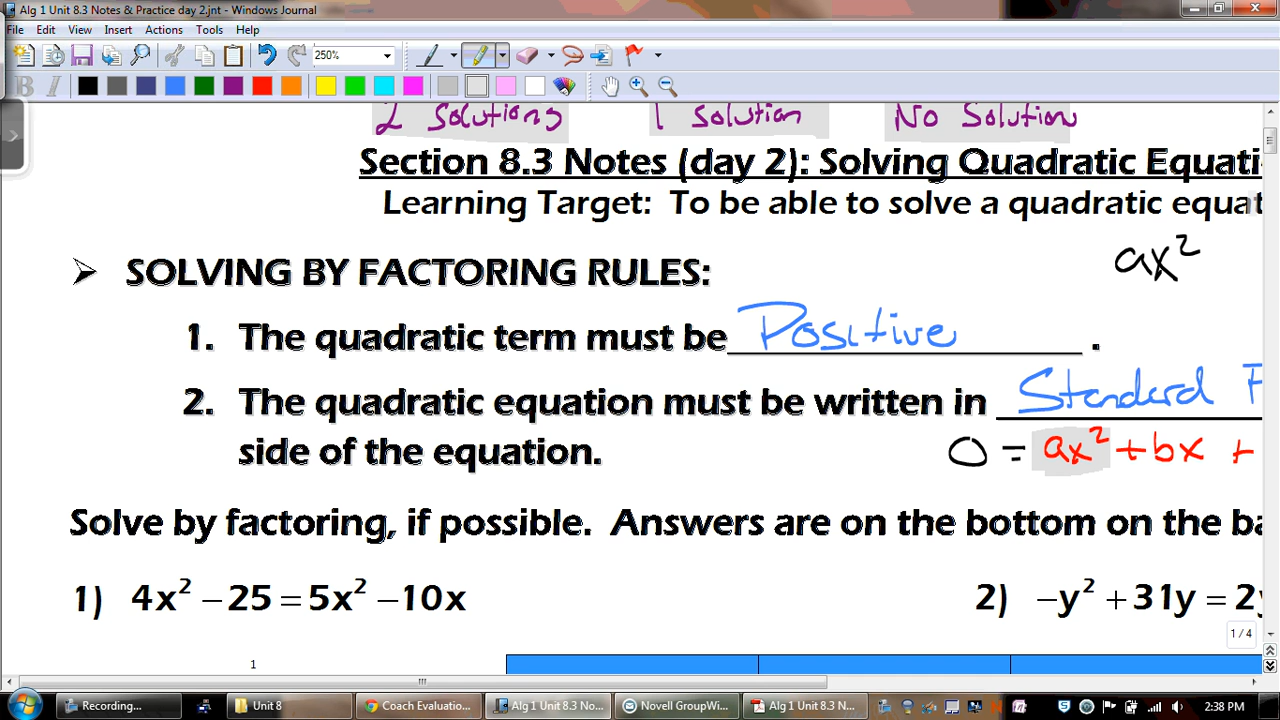 Alg 1 Unit 8.3 Notes & Practice day 2.jnt - Windows Journal
File Edit View Insert Actions Tools Help
250%
B I
2 Solutions 1 Solution No Solution
Section 8.3 Notes (day 2): Solving Quadratic Equati
Learning Target: To be able to solve a quadratic equat
ax²
➢ SOLVING BY FACTORING RULES:
1. The quadratic term must be Positive .
2. The quadratic equation must be written in Standard F
side of the equation.
0 = ax² + bx +
Solve by factoring, if possible. Answers are on the bottom on the ba
1) 4x² − 25 = 5x² − 10x
2) −y² + 31y = 2y
1 / 4
1
Recording... Unit 8 Coach Evaluatio... Alg 1 Unit 8.3 No... Novell GroupWi... Alg 1 Unit 8.3 N... 2:38 PM